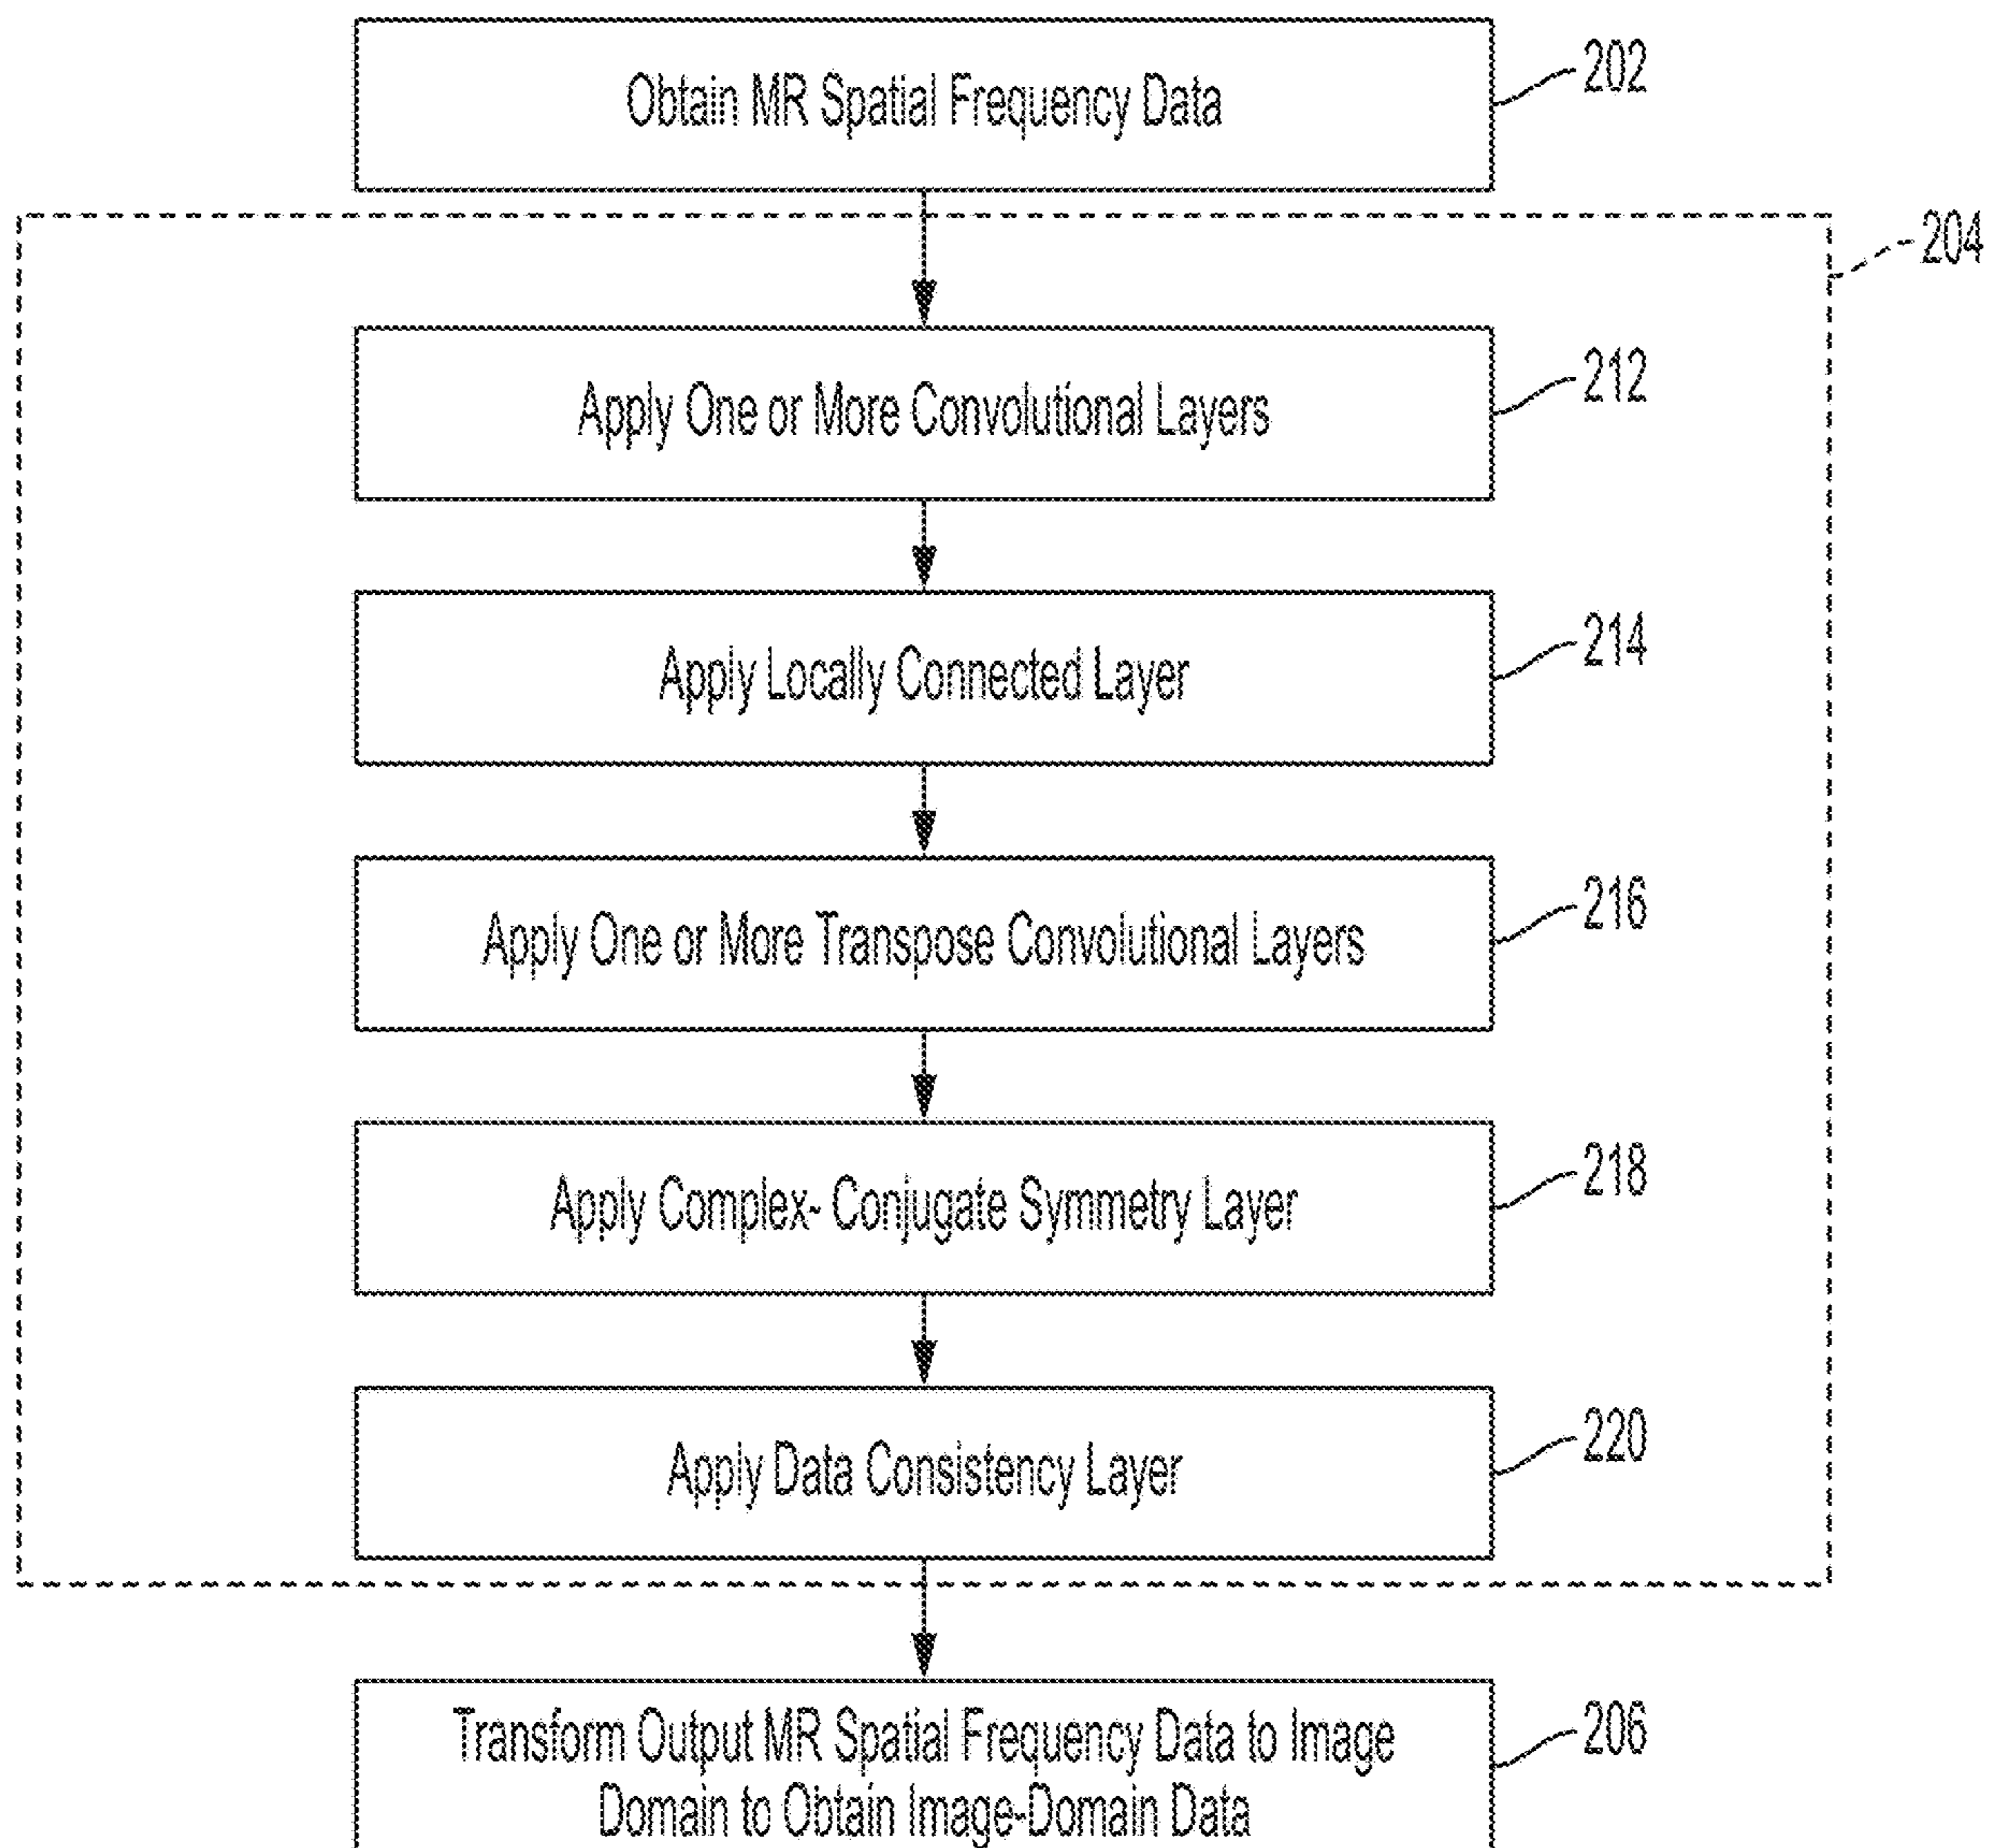 Obtain MR Spatial Frequency Data
202
204
Apply One or More Convolutional Layers
212
Apply Locally Connected Layer
214
Apply One or More Transpose Convolutional Layers
216
Apply Complex- Conjugate Symmetry Layer
218
Apply Data Consistency Layer
220
Transform Output MR Spatial Frequency Data to Image
Domain to Obtain Image-Domain Data
206